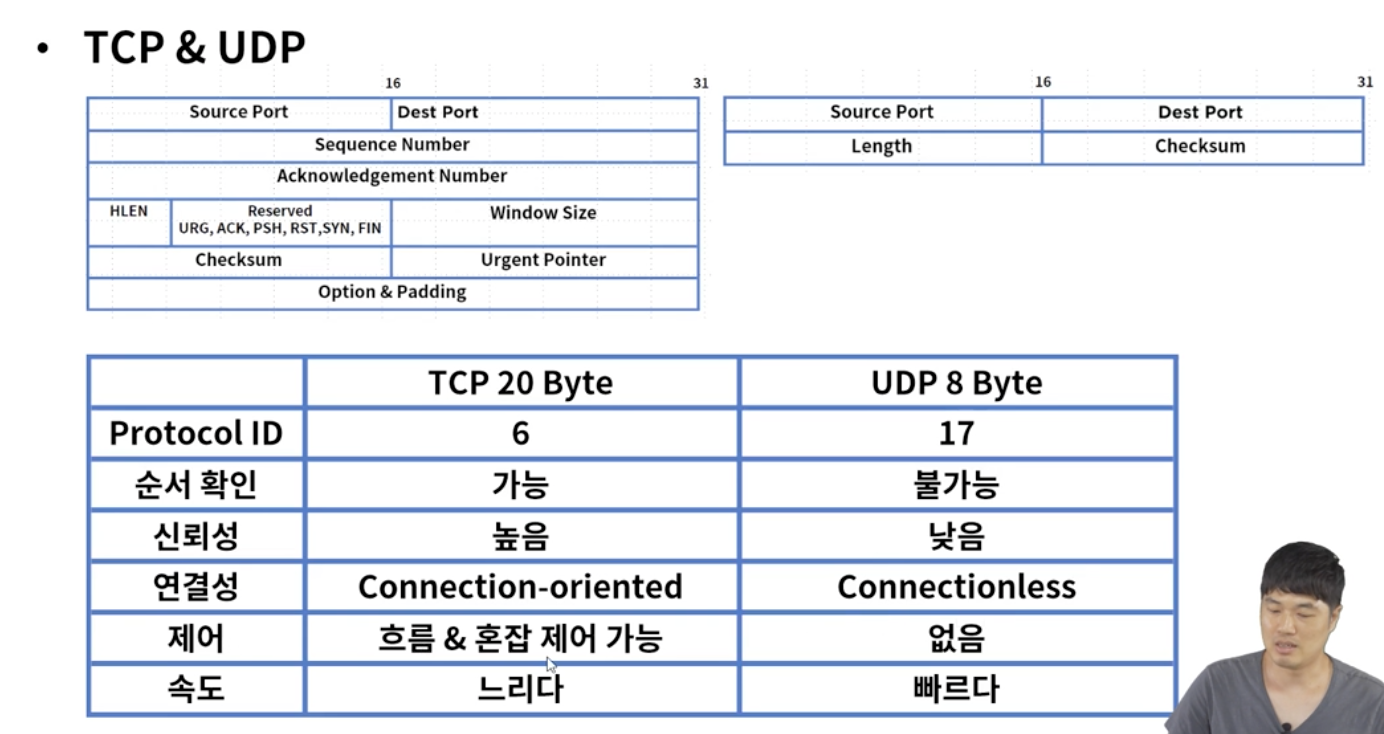 • TCP & UDP
16 31
Source Port Dest Port
Sequence Number
Acknowledgement Number
HLEN Reserved Window Size
URG, ACK, PSH, RST,SYN, FIN
Checksum Urgent Pointer
Option & Padding
16 31
Source Port Dest Port
Length Checksum
TCP 20 Byte UDP 8 Byte
Protocol ID 6 17
순서 확인 가능 불가능
신뢰성 높음 낮음
연결성 Connection-oriented Connectionless
제어 흐름 & 혼잡 제어 가능 없음
속도 느리다 빠르다